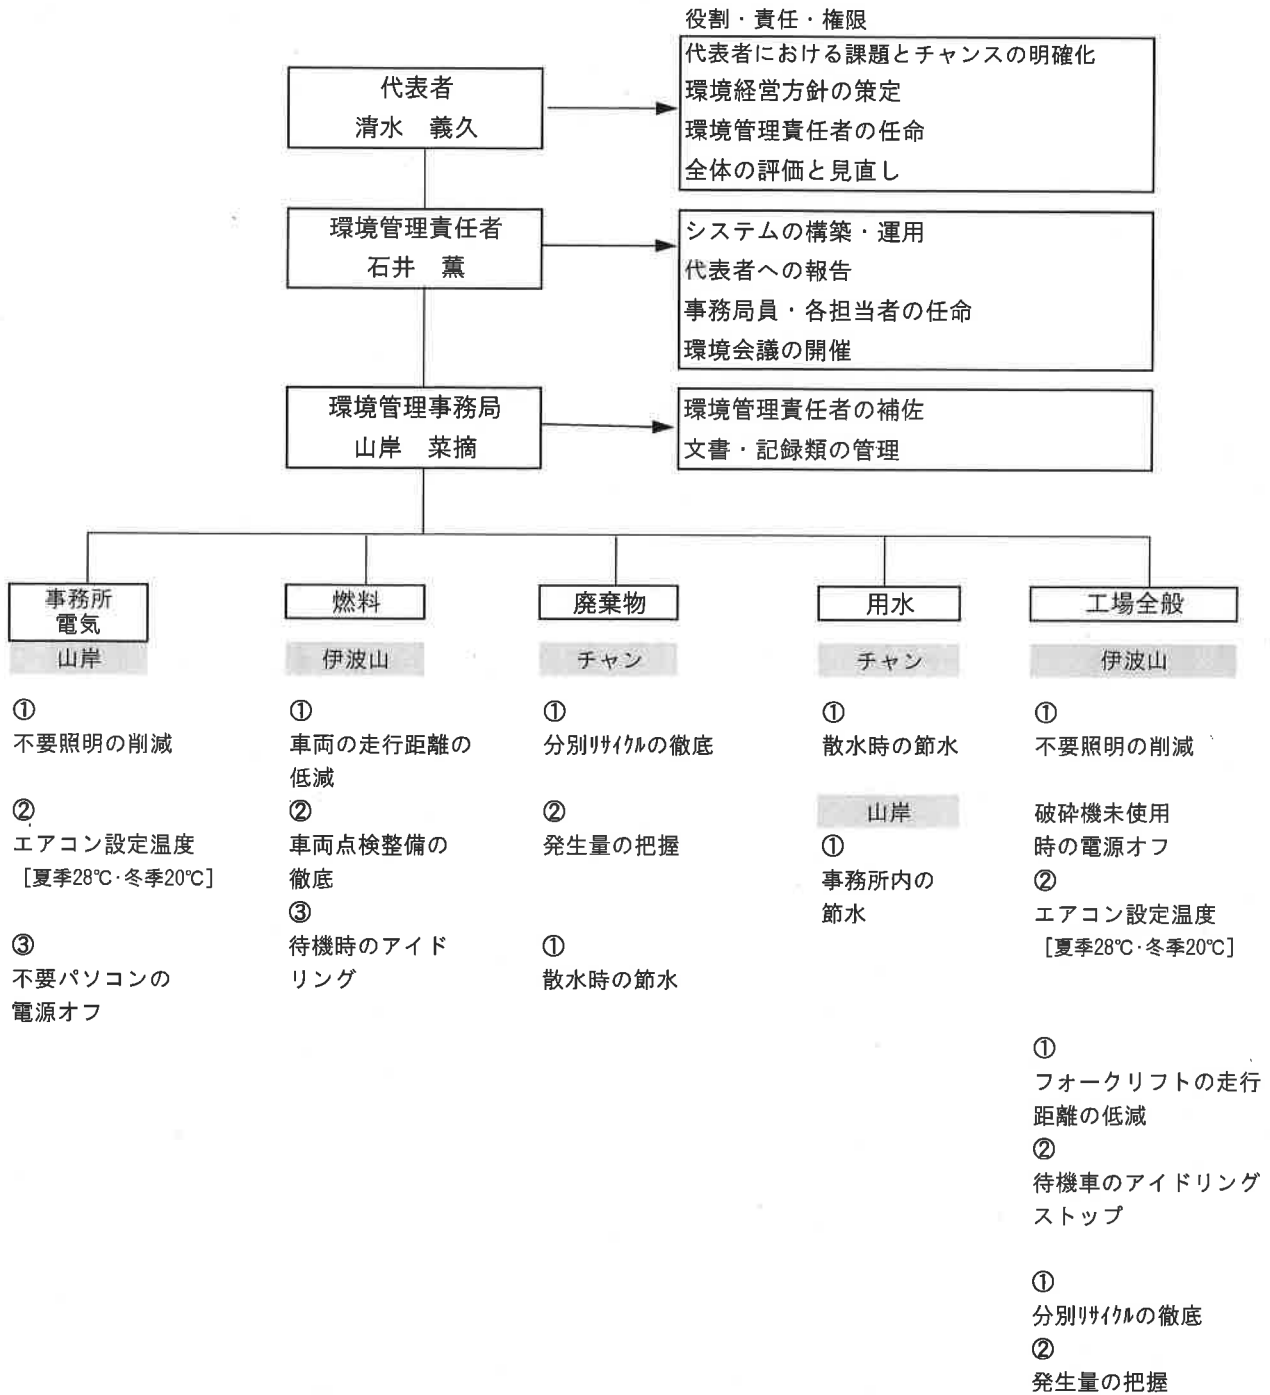 役割・責任・権限
代表者
清水　義久
代表者における課題とチャンスの明確化
環境経営方針の策定
環境管理責任者の任命
全体の評価と見直し
環境管理責任者
石井　薫
システムの構築・運用
代表者への報告
事務局員・各担当者の任命
環境会議の開催
環境管理事務局
山岸　菜摘
環境管理責任者の補佐
文書・記録類の管理
事務所
電気
山岸
①
不要照明の削減
②
エアコン設定温度
［夏季28℃・冬季20℃］
③
不要パソコンの
電源オフ
燃料
伊波山
①
車両の走行距離の
低減
②
車両点検整備の
徹底
③
待機時のアイド
リング
廃棄物
チャン
①
分別ﾘｻｲｸﾙの徹底
②
発生量の把握
①
散水時の節水
用水
チャン
①
散水時の節水
山岸
①
事務所内の
節水
工場全般
伊波山
①
不要照明の削減
破砕機未使用
時の電源オフ
②
エアコン設定温度
［夏季28℃・冬季20℃］
①
フォークリフトの走行
距離の低減
②
待機車のアイドリング
ストップ
①
分別ﾘｻｲｸﾙの徹底
②
発生量の把握